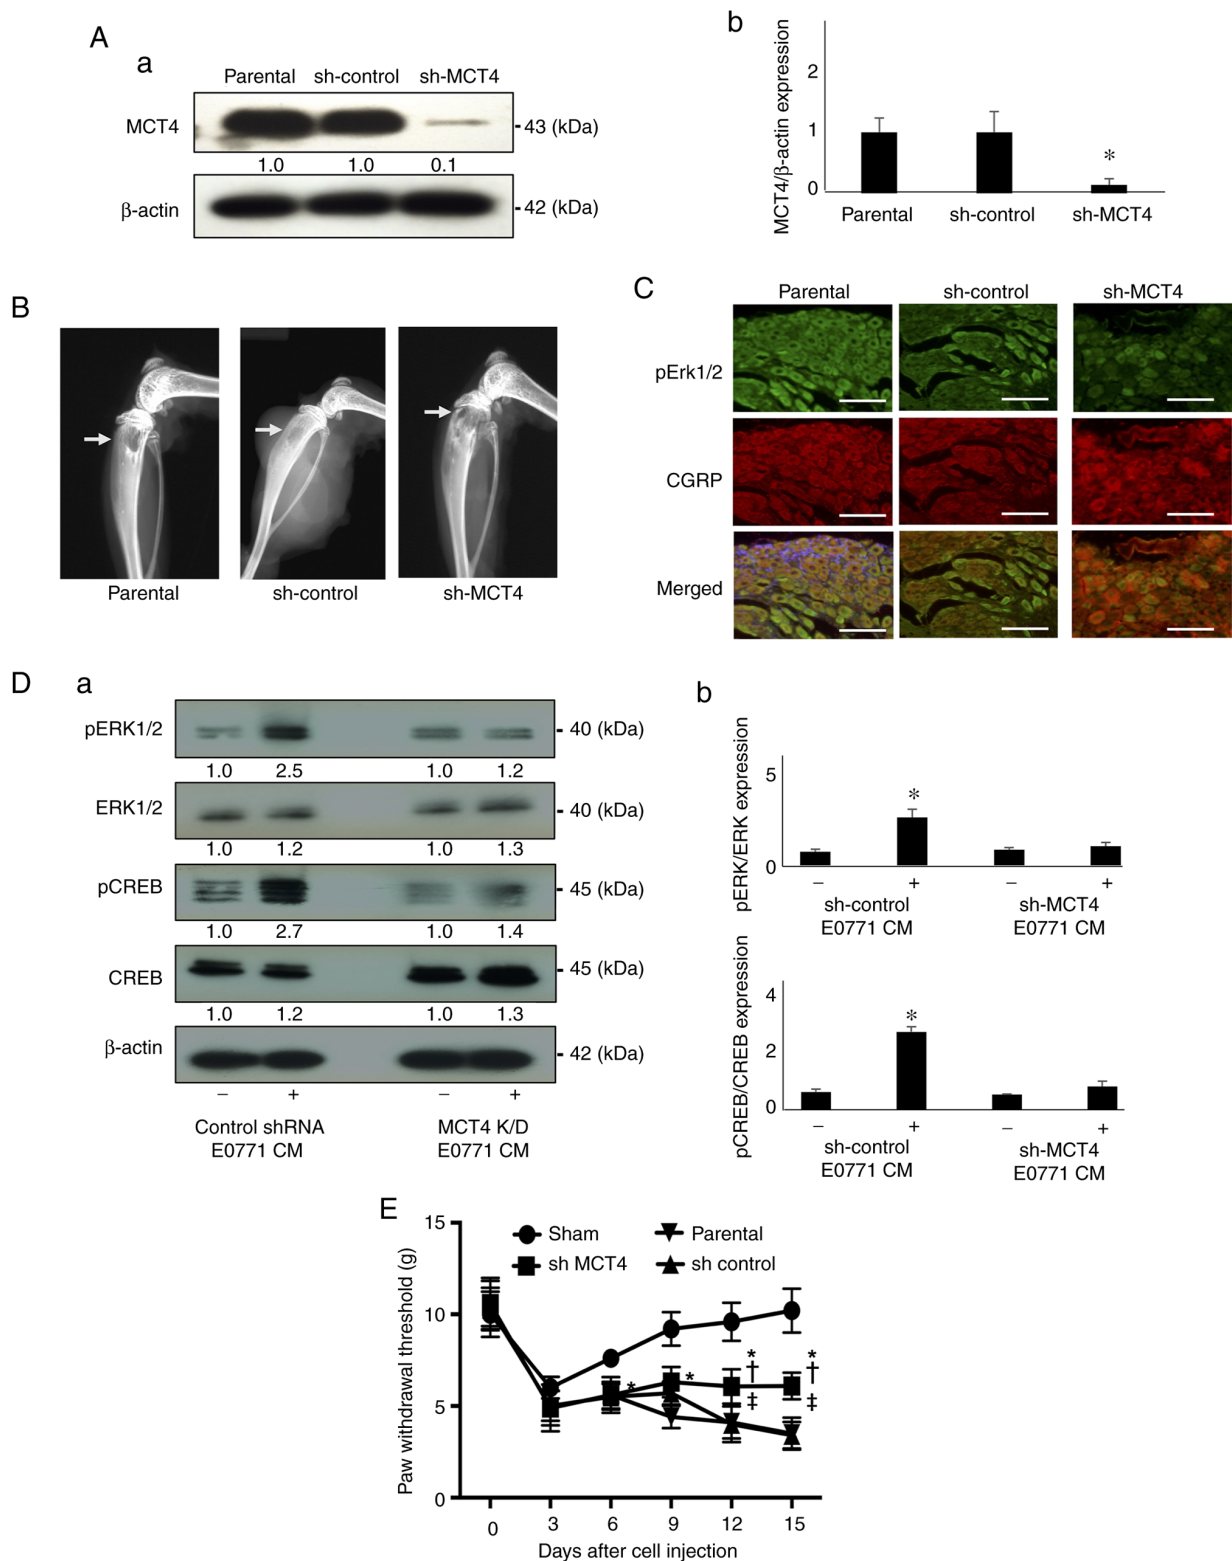 A
a
Parental sh-control sh-MCT4
MCT4
43 (kDa)
1.0 1.0 0.1
β-actin
42 (kDa)
b
MCT4/β-actin expression
2
1
0
*
Parental sh-control sh-MCT4
B
Parental sh-control sh-MCT4
C
Parental sh-control sh-MCT4
pErk1/2
CGRP
Merged
D
a
pERK1/2 40 (kDa)
1.0 2.5 1.0 1.2
ERK1/2 40 (kDa)
1.0 1.2 1.0 1.3
pCREB 45 (kDa)
1.0 2.7 1.0 1.4
CREB 45 (kDa)
1.0 1.2 1.0 1.3
β-actin 42 (kDa)
– + – +
Control shRNA MCT4 K/D
E0771 CM E0771 CM
b
pERK/ERK expression
5
0
*
– + – +
sh-control sh-MCT4
E0771 CM E0771 CM
pCREB/CREB expression
4
2
0
*
– + – +
sh-control sh-MCT4
E0771 CM E0771 CM
E
Paw withdrawal threshold (g)
15
10
5
0
Sham Parental
sh MCT4 sh control
* * * *
† †
‡ ‡
0 3 6 9 12 15
Days after cell injection